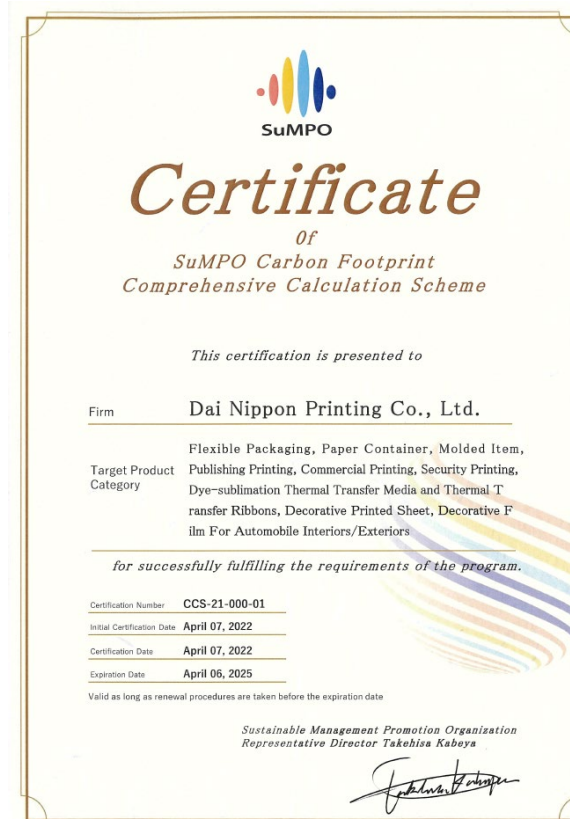 SuMPO
Certificate
Of
SuMPO Carbon Footprint
Comprehensive Calculation Scheme
This certification is presented to
Firm Dai Nippon Printing Co., Ltd.
Target Product Category
Flexible Packaging, Paper Container, Molded Item,
Publishing Printing, Commercial Printing, Security Printing,
Dye-sublimation Thermal Transfer Media and Thermal T
ransfer Ribbons, Decorative Printed Sheet, Decorative F
ilm For Automobile Interiors/Exteriors
for successfully fulfilling the requirements of the program.
Certification Number CCS-21-000-01
Initial Certification Date April 07, 2022
Certification Date April 07, 2022
Expiration Date April 06, 2025
Valid as long as renewal procedures are taken before the expiration date
Sustainable Management Promotion Organization
Representative Director Takehisa Kabeya